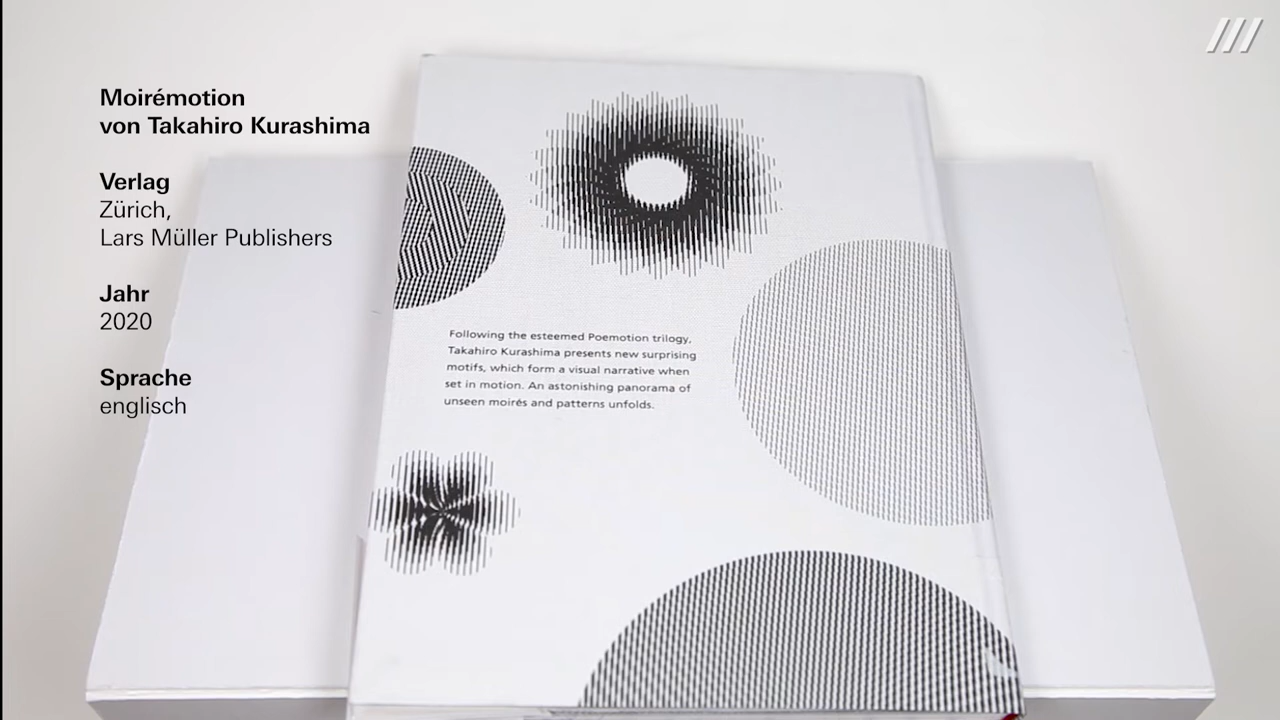 Moirémotion
von Takahiro Kurashima
Verlag
Zürich,
Lars Müller Publishers
Jahr
2020
Sprache
englisch
Following the esteemed Poemotion trilogy,
Takahiro Kurashima presents new surprising
motifs, which form a visual narrative when
set in motion. An astonishing panorama of
unseen moirés and patterns unfolds.